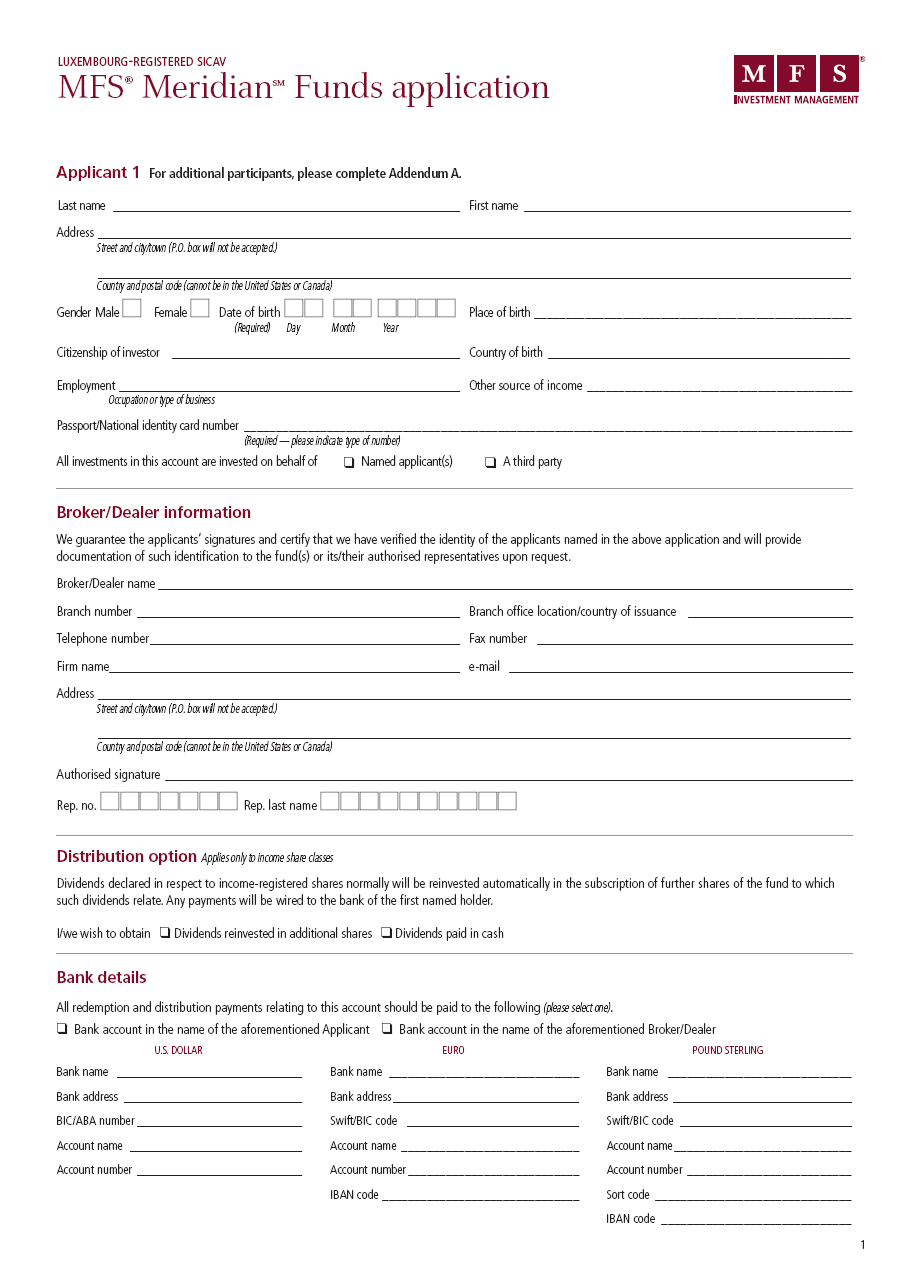 LUXEMBOURG-REGISTERED SICAV
MFS® Meridian℠ Funds application
M F S ®
INVESTMENT MANAGEMENT
Applicant 1 For additional participants, please complete Addendum A.
Last name First name
Address
Street and city/town (P.O. box will not be accepted.)
Country and postal code (cannot be in the United States or Canada)
Gender Male Female Date of birth Place of birth
(Required) Day Month Year
Citizenship of investor Country of birth
Employment Other source of income
Occupation or type of business
Passport/National identity card number
(Required — please indicate type of number)
All investments in this account are invested on behalf of ❏ Named applicant(s) ❏ A third party
Broker/Dealer information
We guarantee the applicants’ signatures and certify that we have verified the identity of the applicants named in the above application and will provide
documentation of such identification to the fund(s) or its/their authorised representatives upon request.
Broker/Dealer name
Branch number Branch office location/country of issuance
Telephone number Fax number
Firm name e-mail
Address
Street and city/town (P.O. box will not be accepted.)
Country and postal code (cannot be in the United States or Canada)
Authorised signature
Rep. no. Rep. last name
Distribution option Applies only to income share classes
Dividends declared in respect to income-registered shares normally will be reinvested automatically in the subscription of further shares of the fund to which
such dividends relate. Any payments will be wired to the bank of the first named holder.
I/we wish to obtain ❏ Dividends reinvested in additional shares ❏ Dividends paid in cash
Bank details
All redemption and distribution payments relating to this account should be paid to the following (please select one).
❏ Bank account in the name of the aforementioned Applicant ❏ Bank account in the name of the aforementioned Broker/Dealer
U.S. DOLLAR EURO POUND STERLING
Bank name Bank name Bank name
Bank address Bank address Bank address
BIC/ABA number Swift/BIC code Swift/BIC code
Account name Account name Account name
Account number Account number Account number
IBAN code Sort code
IBAN code
1